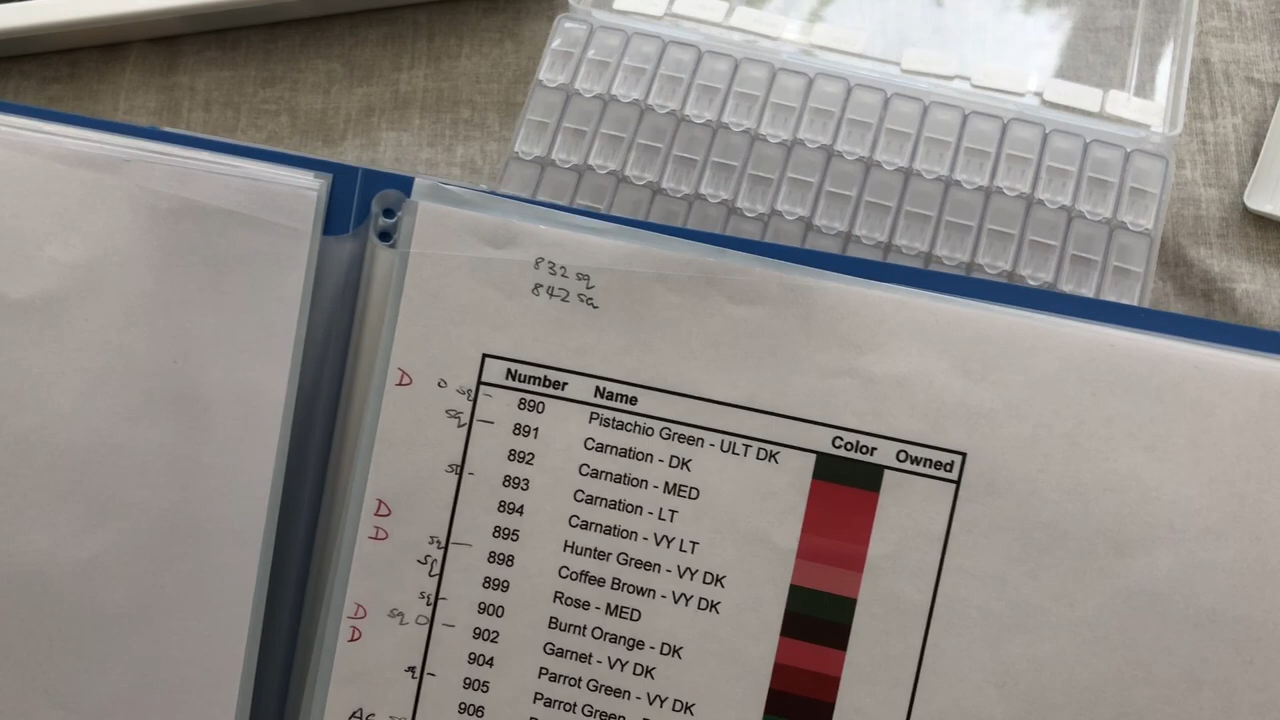 832 sq
842 sq
Number Name Color Owned
D O sq - 890 Pistachio Green - ULT DK
sq - 891 Carnation - DK
892 Carnation - MED
893 Carnation - LT
D 894 Carnation - VY LT
D 895 Hunter Green - VY DK
sq - 898 Coffee Brown - VY DK
sq 899 Rose - MED
D sq O - 900 Burnt Orange - DK
D 902 Garnet - VY DK
sq - 904 Parrot Green - VY DK
905 Parrot Green
906